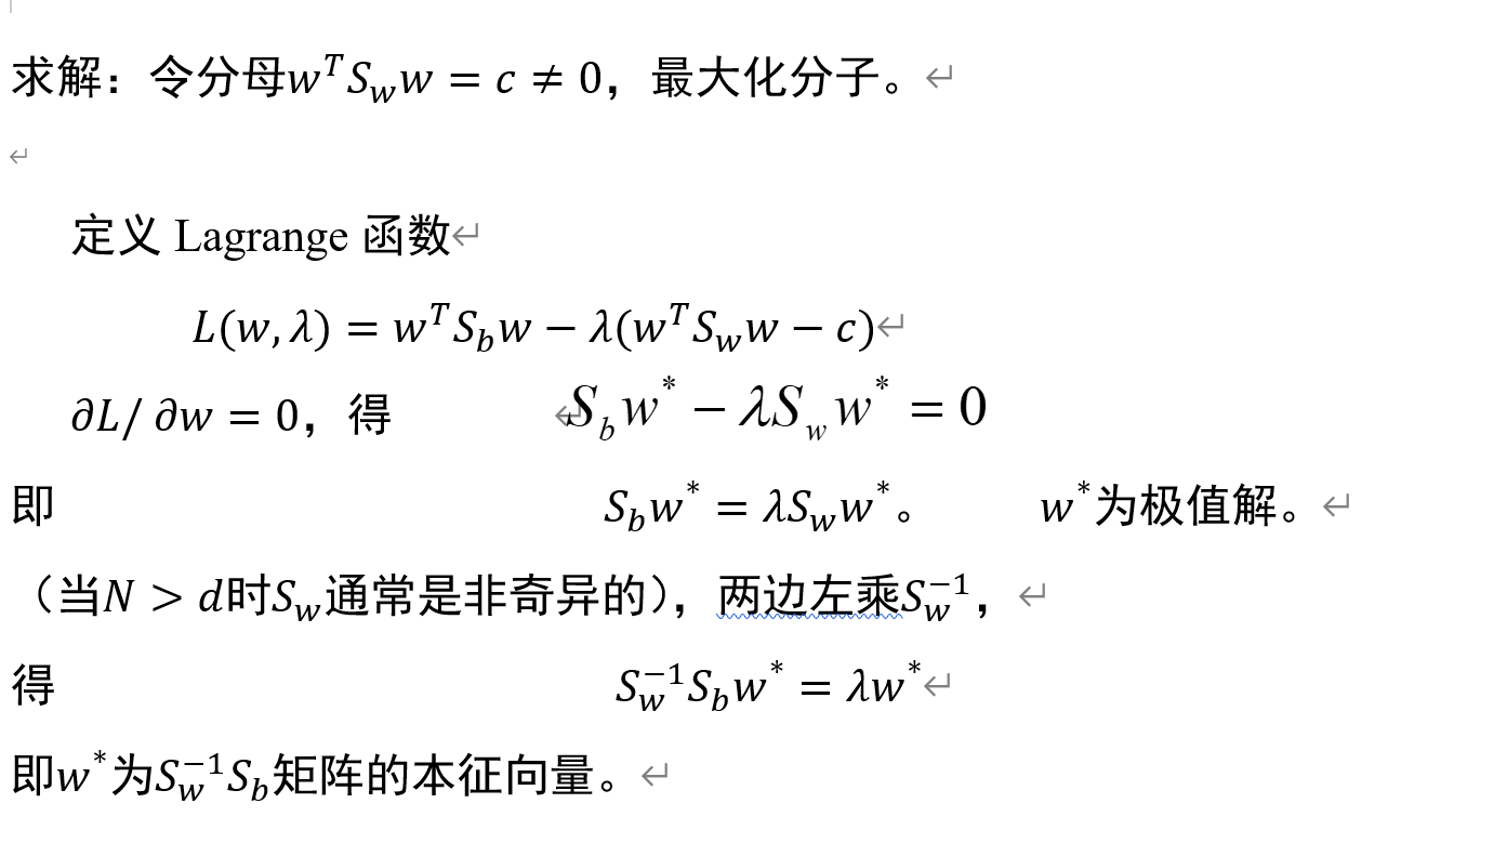 求解：令分母$w^T S_w w = c \neq 0$，最大化分子。↵
↵
定义 Lagrange 函数↵
$L(w, \lambda) = w^T S_b w - \lambda(w^T S_w w - c)$↵
$\partial L / \partial w = 0$，得 ↵$S_b w^* - \lambda S_w w^* = 0$
即 $S_b w^* = \lambda S_w w^*$。 $w^*$为极值解。↵
（当$N > d$时$S_w$通常是非奇异的），两边左乘$S_w^{-1}$，↵
得 $S_w^{-1} S_b w^* = \lambda w^*$↵
即$w^*$为$S_w^{-1} S_b$矩阵的本征向量。↵